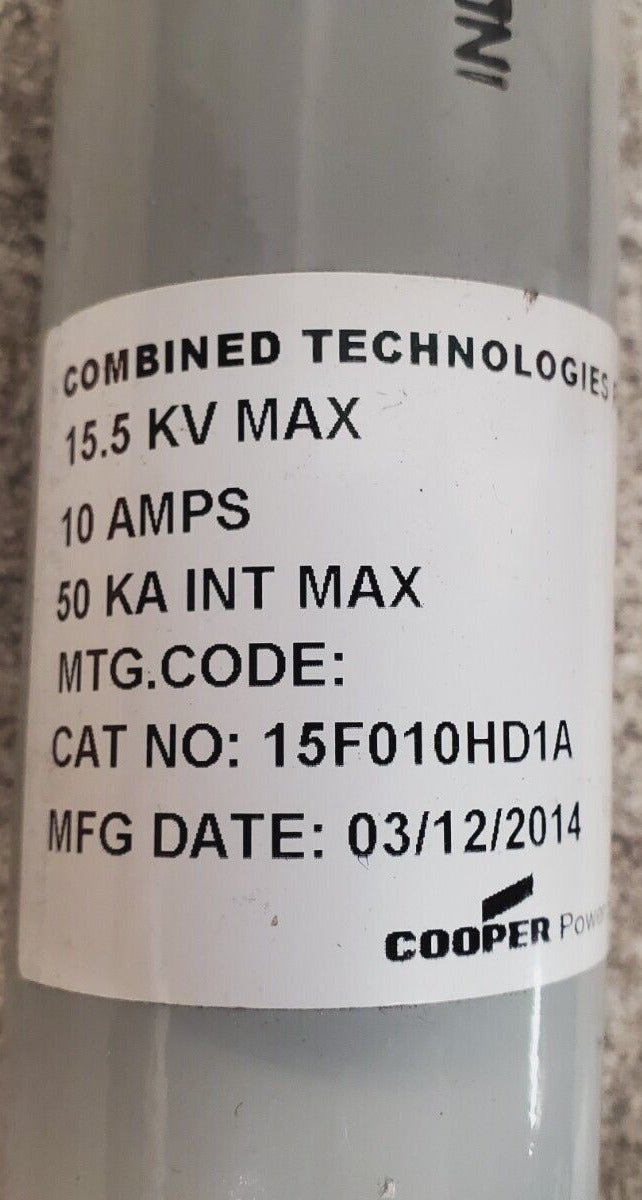 COMBINED TECHNOLOGIES
15.5 KV MAX
10 AMPS
50 KA INT MAX
MTG.CODE:
CAT NO: 15F010HD1A
MFG DATE: 03/12/2014
COOPER